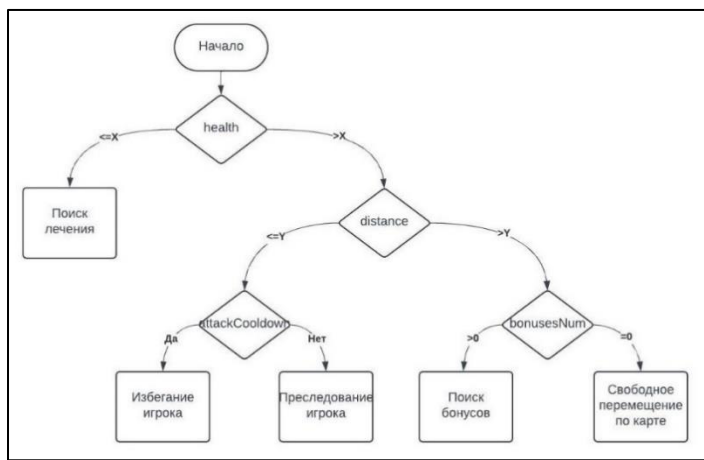 Начало
health
<=X
>X
Поиск
лечения
distance
<=Y
>Y
attackCooldown
bonusesNum
Да
Нет
>0
=0
Избегание
игрока
Преследование
игрока
Поиск
бонусов
Свободное
перемещение
по карте